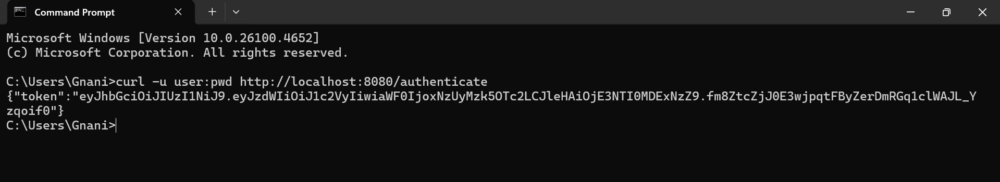 Command Prompt
Microsoft Windows [Version 10.0.26100.4652]
(c) Microsoft Corporation. All rights reserved.
C:\Users\Gnani>curl -u user:pwd http://localhost:8080/authenticate
{"token":"eyJhbGciOiJIUzI1NiJ9.eyJzdWIiOiJ1c2VyIiwiaWF0IjoxNzUyMzk5OTc2LCJleHAiOjE3NTI0MDExNzZ9.fm8ZtcZjJ0E3wjpqtFByZerDmRGq1clWAJL_Y
zqoif0"}
C:\Users\Gnani>